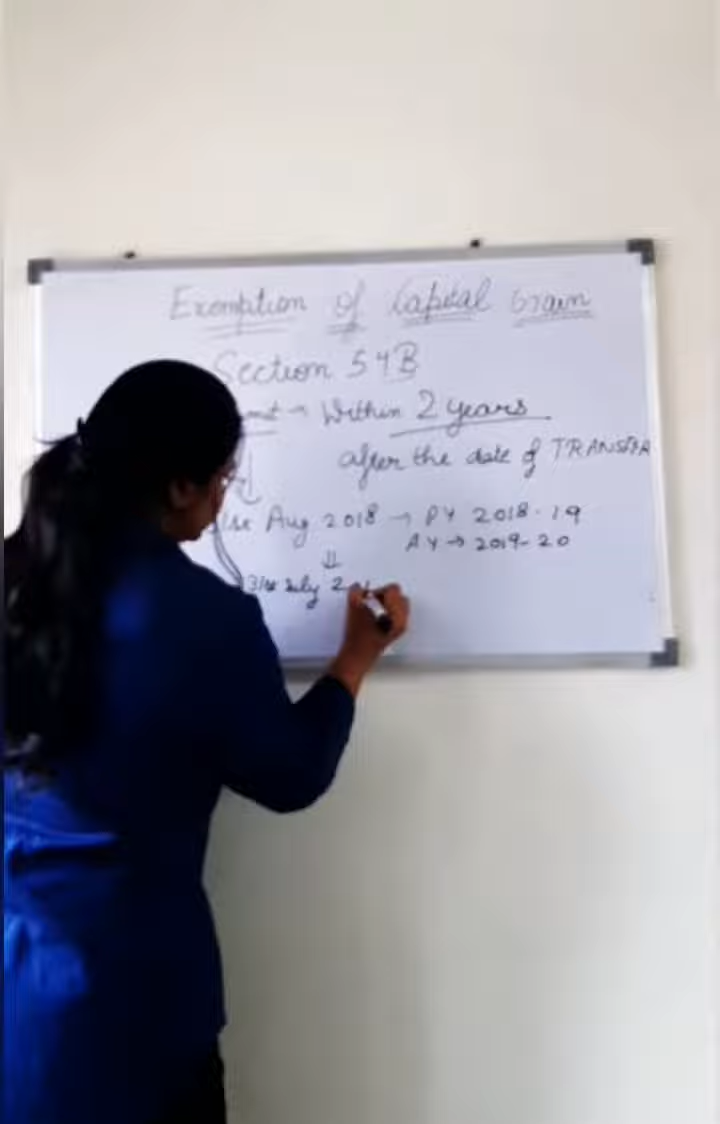 Exemption of Capital Gain
Section 54B
→ Within 2 years
after the date of TRANSFER
Aug 2018 → PY 2018-19
AY → 2019-20
⇓
31st July 2